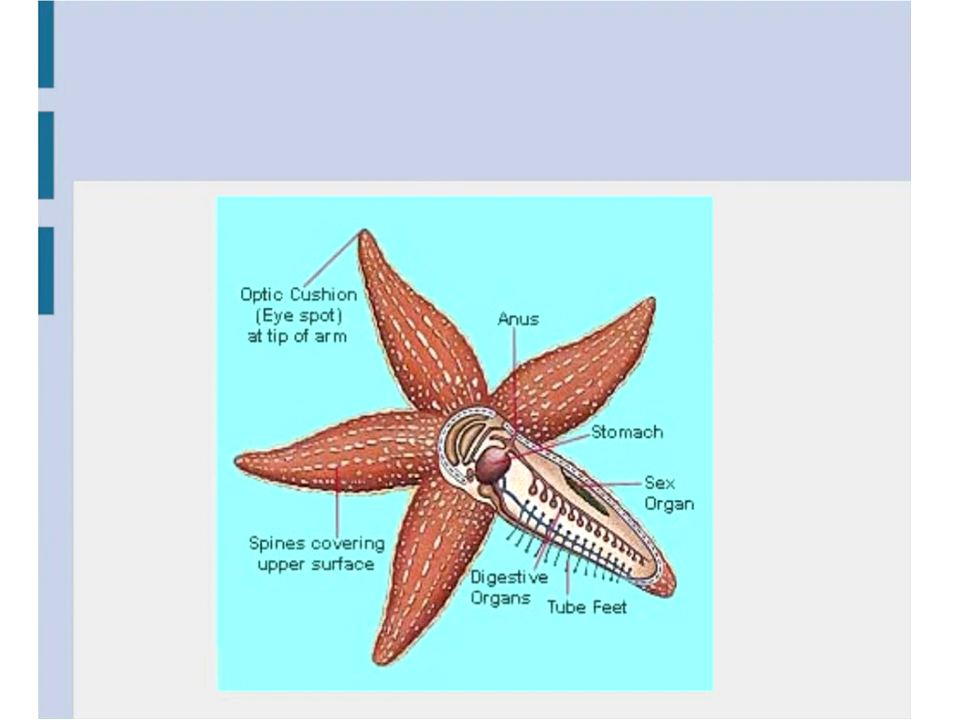 Optic Cushion
(Eye spot)
at tip of arm
Anus
Stomach
Sex
Organ
Spines covering
upper surface
Digestive
Organs
Tube Feet